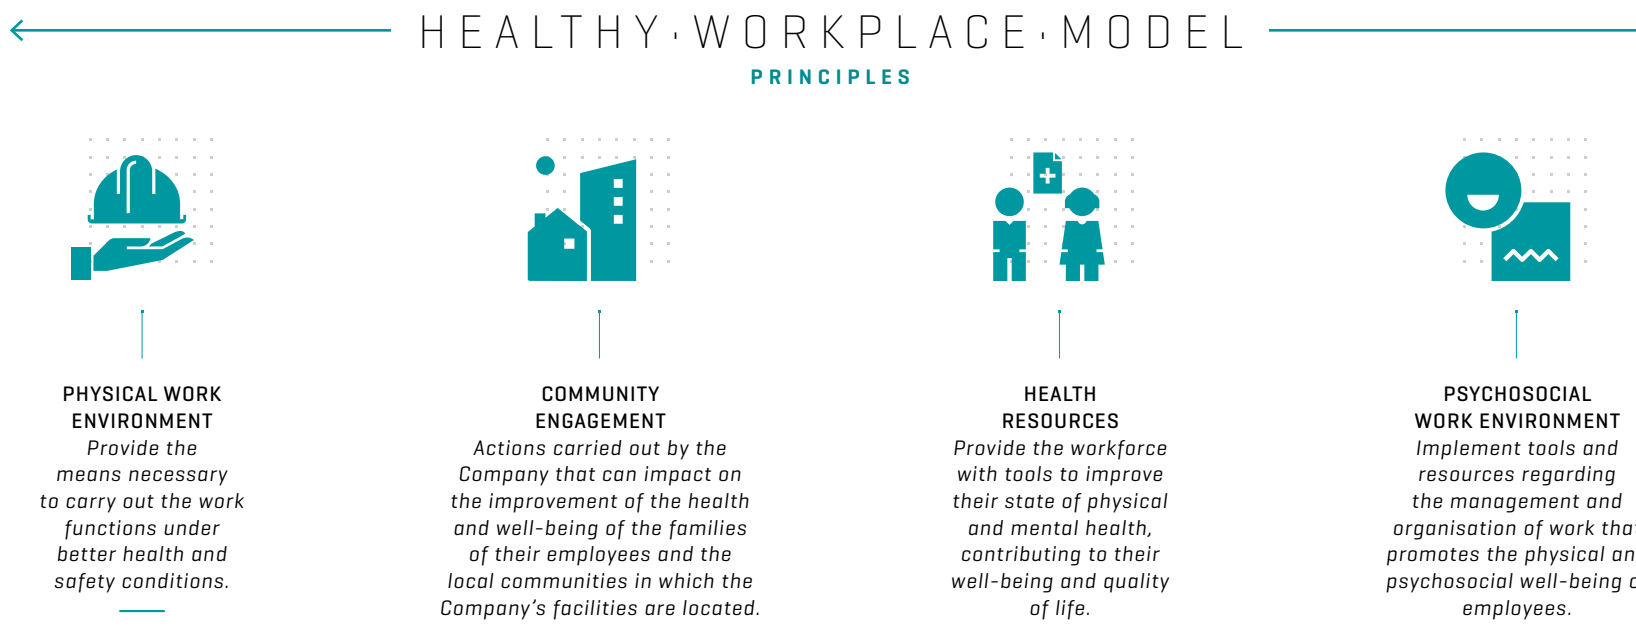 HEALTHY·WORKPLACE·MODEL
PRINCIPLES
PHYSICAL WORK
ENVIRONMENT
Provide the
means necessary
to carry out the work
functions under
better health and
safety conditions.
COMMUNITY
ENGAGEMENT
Actions carried out by the
Company that can impact on
the improvement of the health
and well-being of the families
of their employees and the
local communities in which the
Company's facilities are located.
HEALTH
RESOURCES
Provide the workforce
with tools to improve
their state of physical
and mental health,
contributing to their
well-being and quality
of life.
PSYCHOSOCIAL
WORK ENVIRONMENT
Implement tools and
resources regarding
the management and
organisation of work that
promotes the physical an
psychosocial well-being
employees.